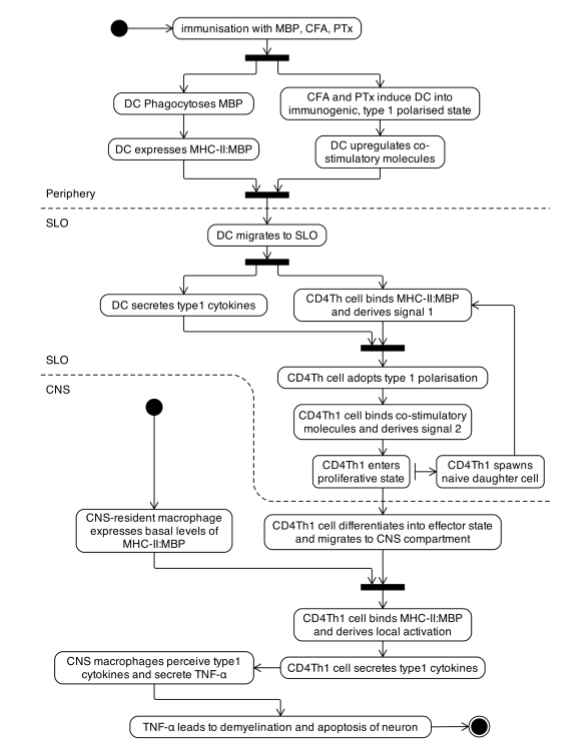 immunisation with MBP, CFA, PTx
DC Phagocytoses MBP
CFA and PTx induce DC into
immunogenic, type 1 polarised state
DC expresses MHC-II:MBP
DC upregulates co-
stimulatory molecules
Periphery
SLO
DC migrates to SLO
DC secretes type1 cytokines
CD4Th cell binds MHC-II:MBP
and derives signal 1
SLO
CNS
CD4Th cell adopts type 1 polarisation
CD4Th1 cell binds co-stimulatory
molecules and derives signal 2
CD4Th1 enters
proliferative state
CD4Th1 spawns
naive daughter cell
CNS-resident macrophage
expresses basal levels of
MHC-II:MBP
CD4Th1 cell differentiates into effector state
and migrates to CNS compartment
CD4Th1 cell binds MHC-II:MBP
and derives local activation
CNS macrophages perceive type1
cytokines and secrete TNF-α
CD4Th1 cell secretes type1 cytokines
TNF-α leads to demyelination and apoptosis of neuron